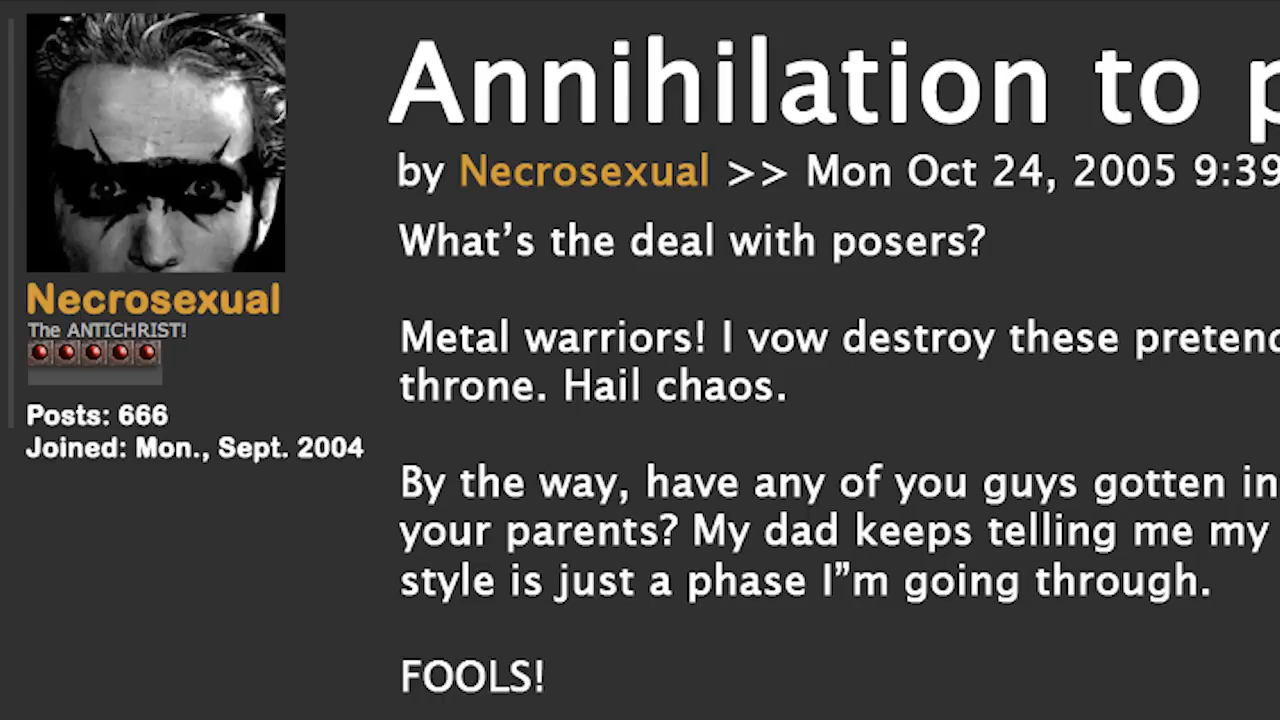 Annihilation to
by Necrosexual >> Mon Oct 24, 2005 9:39
What’s the deal with posers?
Necrosexual
The ANTICHRIST!
Metal warriors! I vow destroy these
throne. Hail chaos.
Posts: 666
Joined: Mon., Sept. 2004
By the way, have any of you guys gotten in
your parents? My dad keeps telling me my
style is just a phase I”m going through.
FOOLS!